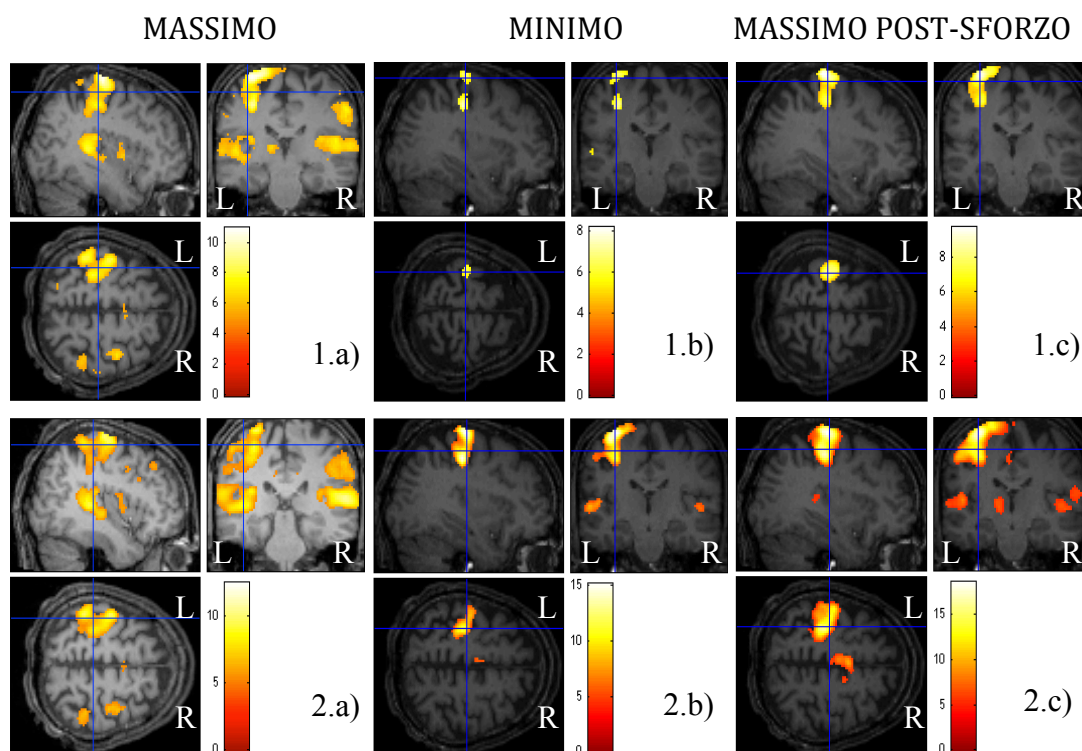 MASSIMO MINIMO MASSIMO POST-SFORZO
L R L R L R
L L L
10 8
8 6 8
6 6
4 4 4
2 2 2
0 0 0
R R R
1.a) 1.b) 1.c)
L R L R L R
L L L
15
10 10 15
10
5 5 5
0 0 0
R R R
2.a) 2.b) 2.c)